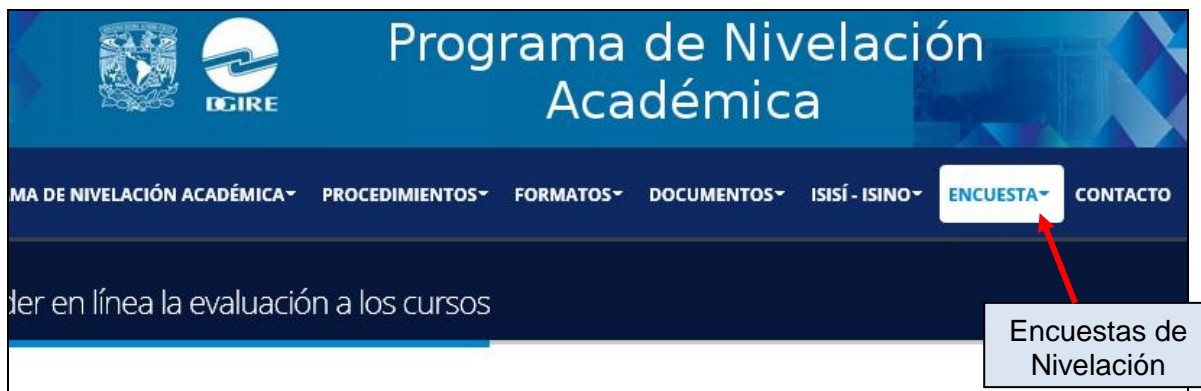 Programa de Nivelación
Académica
DGIRE
MA DE NIVELACIÓN ACADÉMICA
PROCEDIMIENTOS
FORMATOS
DOCUMENTOS
ISISÍ - ISINO
ENCUESTA
CONTACTO
der en línea la evaluación a los cursos
Encuestas de
Nivelación